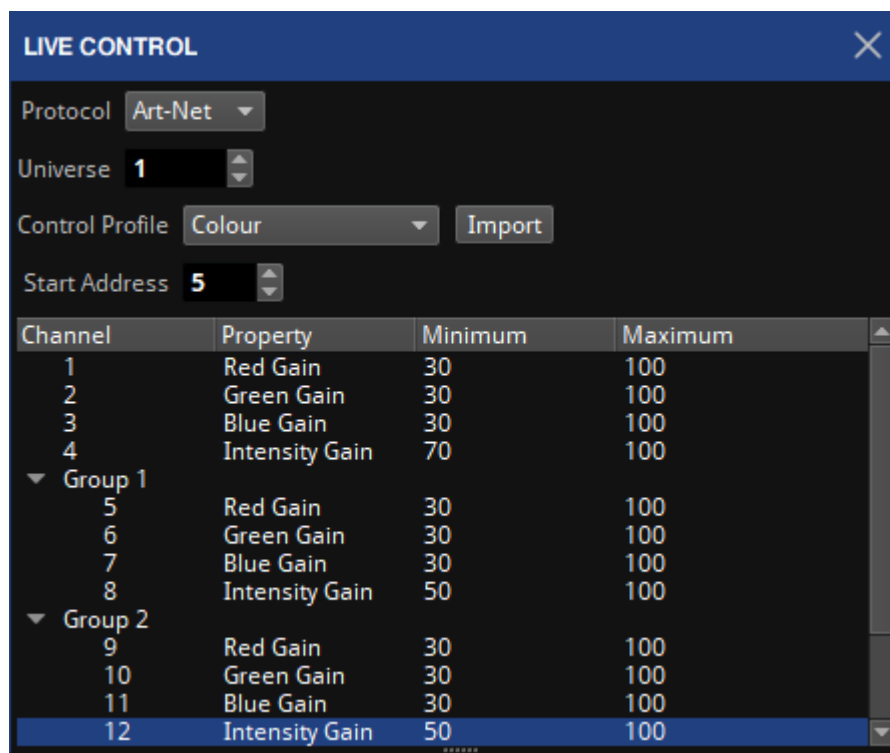 LIVE CONTROL
Protocol Art-Net
Universe 1
Control Profile Colour Import
Start Address 5
Channel Property Minimum Maximum
1 Red Gain 30 100
2 Green Gain 30 100
3 Blue Gain 30 100
4 Intensity Gain 70 100
Group 1
5 Red Gain 30 100
6 Green Gain 30 100
7 Blue Gain 30 100
8 Intensity Gain 50 100
Group 2
9 Red Gain 30 100
10 Green Gain 30 100
11 Blue Gain 30 100
12 Intensity Gain 50 100